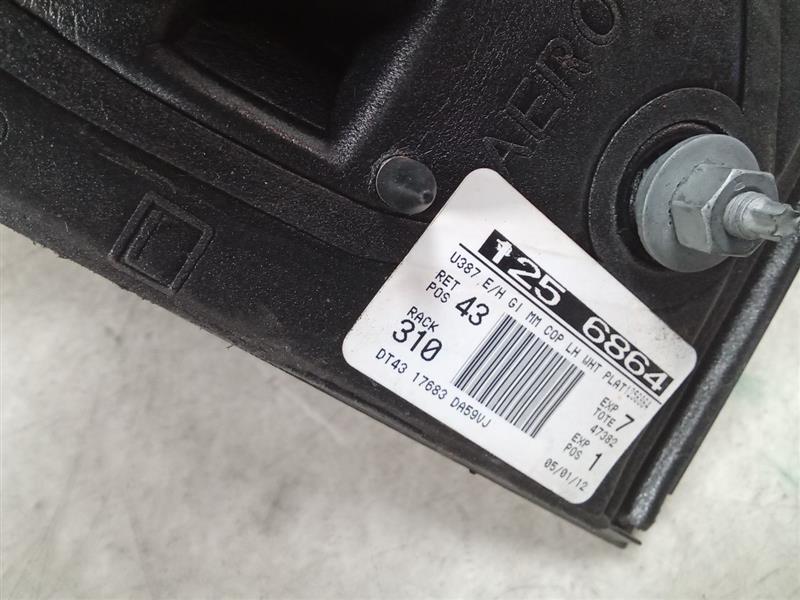 AERO
125 6864
U387 E/H GI MM COP LH WHT PLAT
1256864
RET
POS 43
RACK
310
DT43 17683 DA59VJ
EXP
TOTE 7
47382
EXP
POS 1
05/01/12